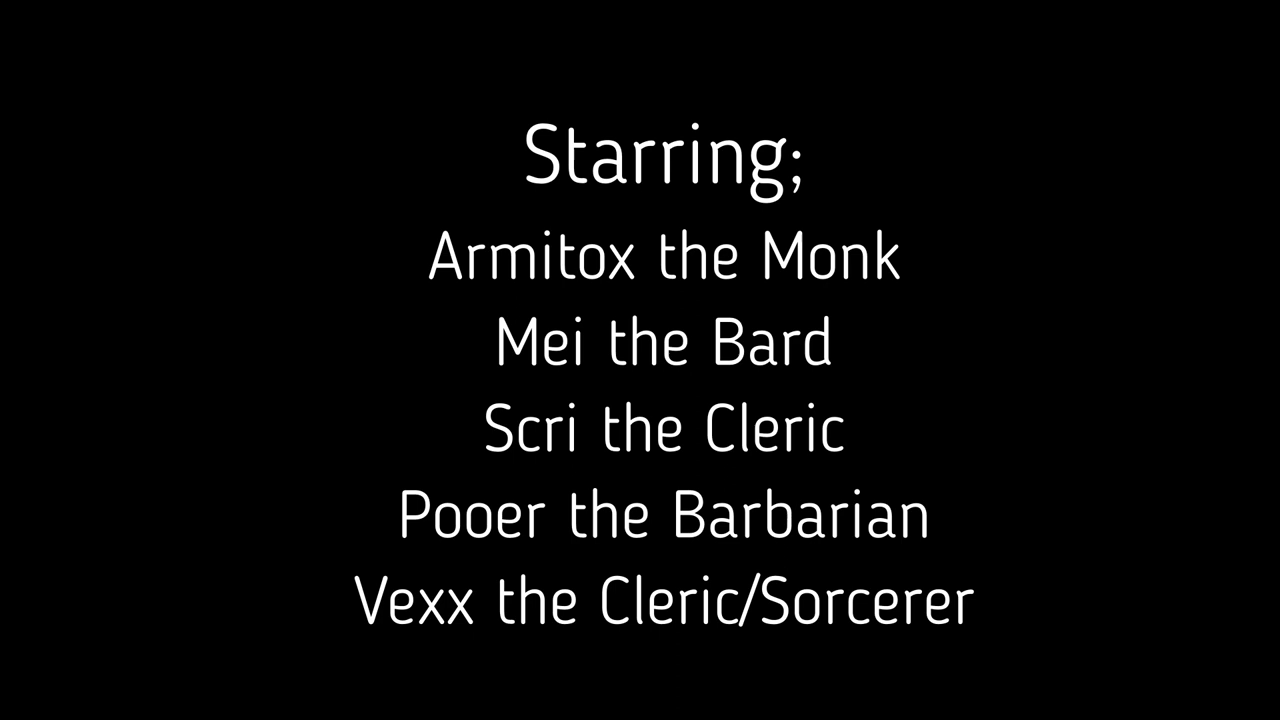 Starring;
Armitox the Monk
Mei the Bard
Scri the Cleric
Pooer the Barbarian
Vexx the Cleric/Sorcerer